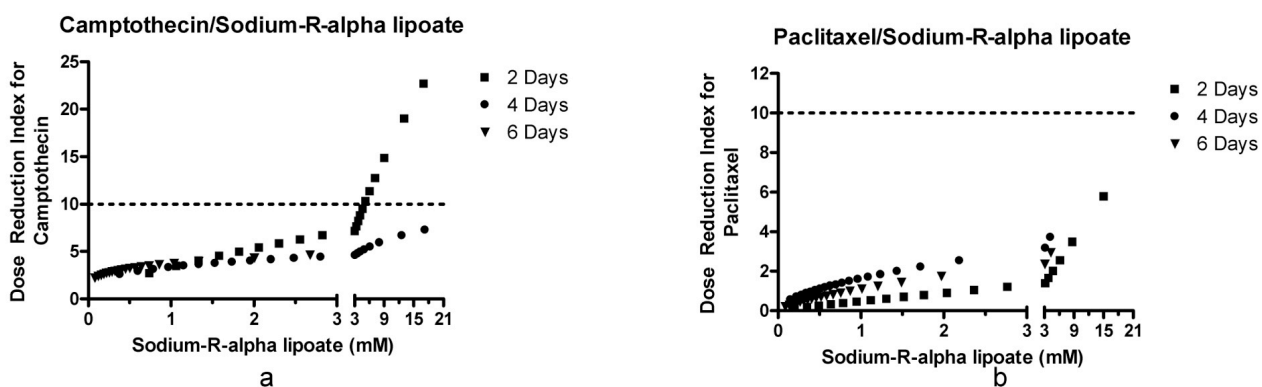 Camptothecin/Sodium-R-alpha lipoate
Dose Reduction Index for
Camptothecin
25
20
15
10
5
0
0 1 2 3 3 9 15 21
Sodium-R-alpha lipoate (mM)
2 Days
4 Days
6 Days
a
Paclitaxel/Sodium-R-alpha lipoate
Dose Reduction Index for
Paclitaxel
12
10
8
6
4
2
0
0 1 2 3 3 9 15 21
Sodium-R-alpha lipoate (mM)
2 Days
4 Days
6 Days
b